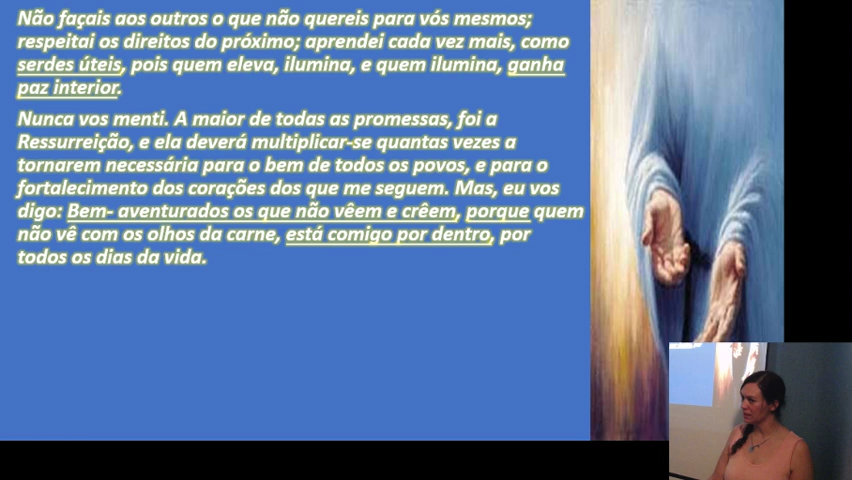 Não façais aos outros o que não quereis para vós mesmos;
respeitai os direitos do próximo; aprendei cada vez mais, como
serdes úteis, pois quem eleva, ilumina, e quem ilumina, ganha
paz interior.
Nunca vos menti. A maior de todas as promessas, foi a
Ressurreição, e ela deverá multiplicar-se quantas vezes a
tornarem necessária para o bem de todos os povos, e para o
fortalecimento dos corações dos que me seguem. Mas, eu vos
digo: Bem- aventurados os que não vêem e crêem, porque quem
não vê com os olhos da carne, está comigo por dentro, por
todos os dias da vida.